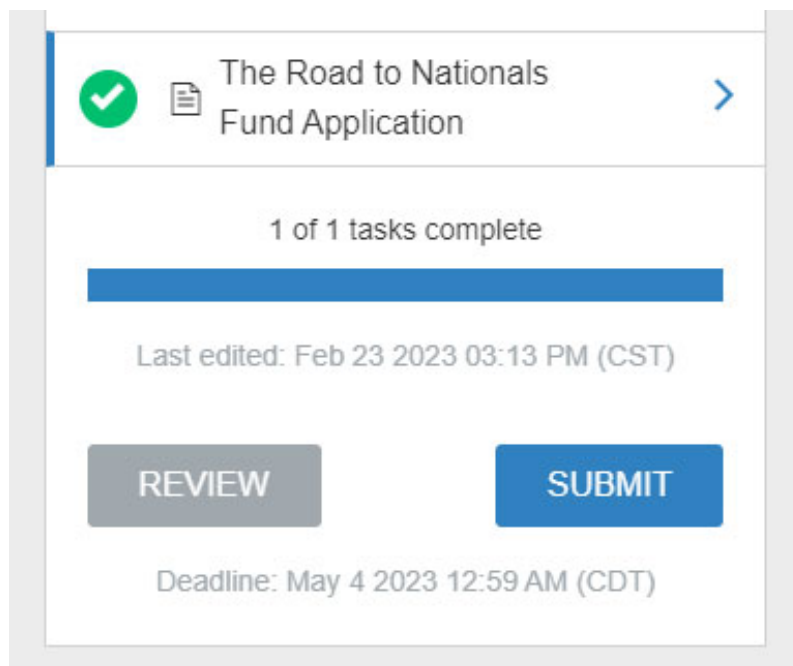 The Road to Nationals
Fund Application
1 of 1 tasks complete
Last edited: Feb 23 2023 03:13 PM (CST)
REVIEW
SUBMIT
Deadline: May 4 2023 12:59 AM (CDT)